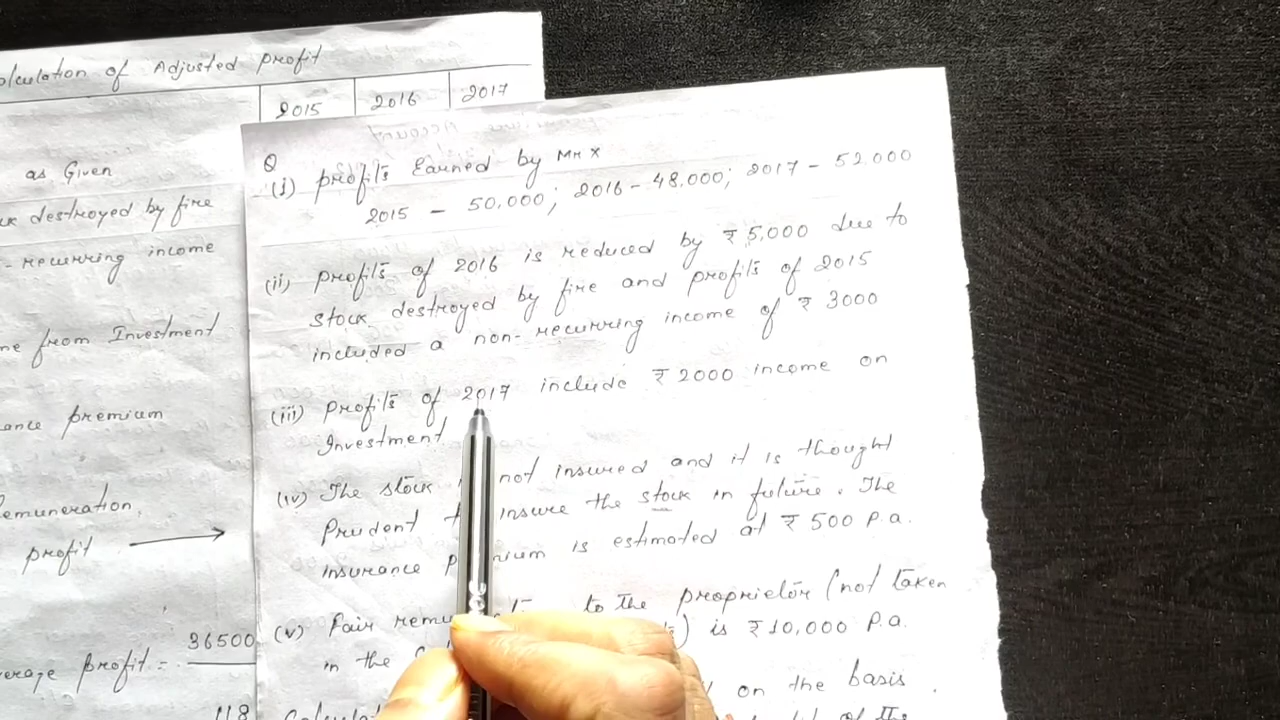 Calculation of Adjusted Profit
2015 2016 2017
as Given
destroyed by fire
- recurring income
from Investment
premium
Remuneration
profit
average profit =
36500
118
Q
(i) profits Earned by Mr X
2015 - 50,000; 2016 - 48,000; 2017 - 52,000
(ii) profits of 2016 is reduced by ₹5,000 due to
stock destroyed by fire and profits of 2015
included a non-recurring income of ₹ 3000
(iii) Profits of 2017 include ₹2000 income on
Investment
(iv) The stock not insured and it is thought
Prudent insure the stock in future. The
insurance is estimated at ₹ 500 p.a.
(v) Fair to the proprietor (not taken
in the is ₹10,000 P.a.
on the basis
of the